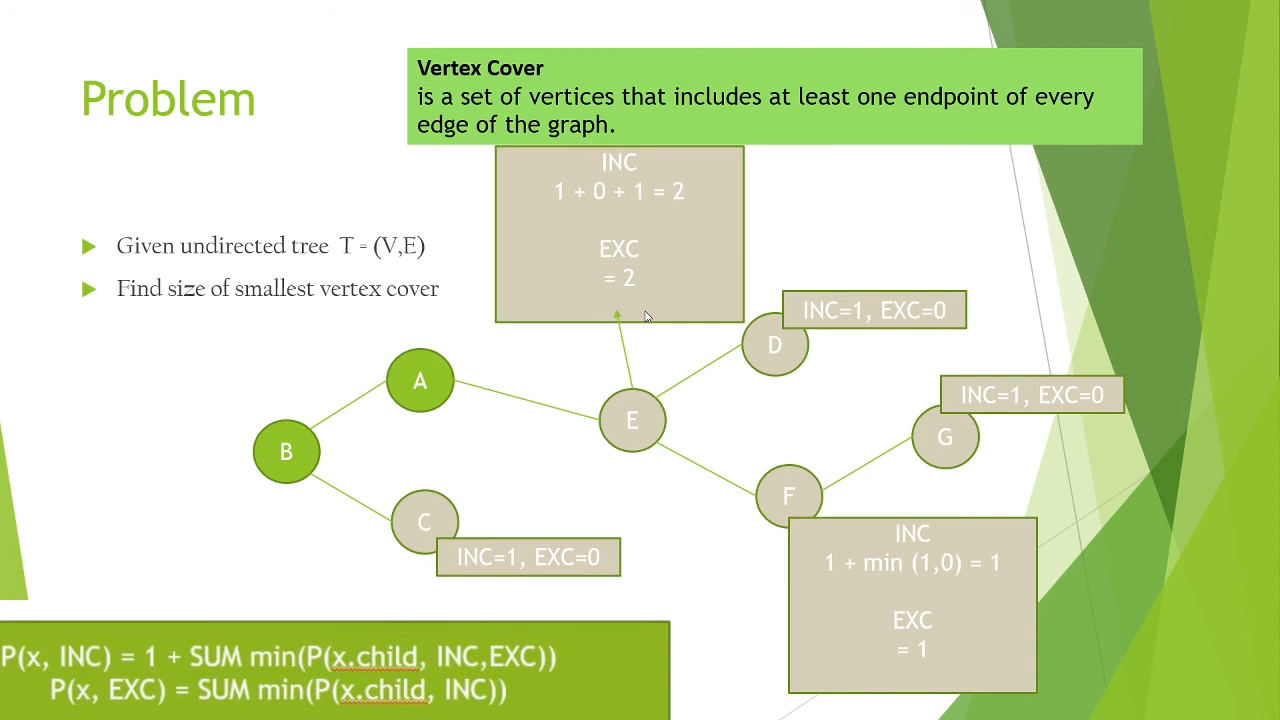 Problem
Vertex Cover
is a set of vertices that includes at least one endpoint of every
edge of the graph.
INC
1 + 0 + 1 = 2
EXC
= 2
Given undirected tree T = (V,E)
Find size of smallest vertex cover
INC=1, EXC=0
D
A
INC=1, EXC=0
E
G
B
F
C
INC
1 + min (1,0) = 1
INC=1, EXC=0
EXC
= 1
P(x, INC) = 1 + SUM min(P(x.child, INC,EXC))
P(x, EXC) = SUM min(P(x.child, INC))